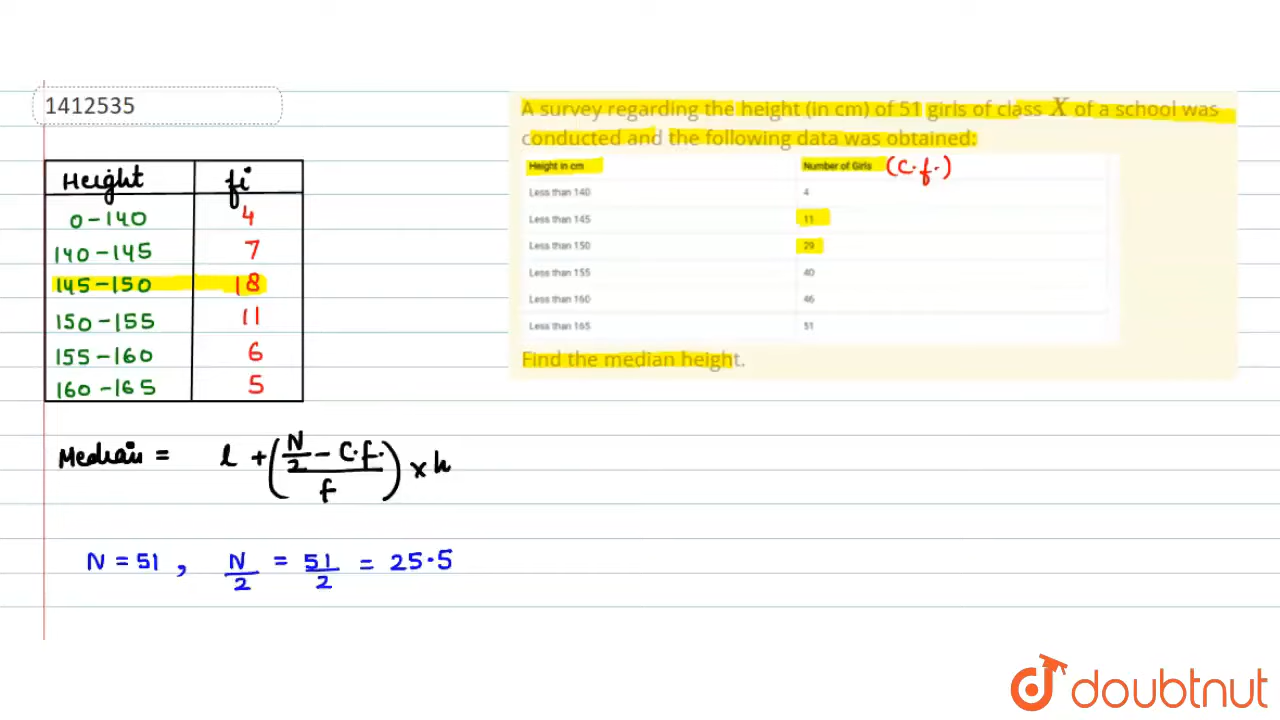 1412535
A survey regarding the height (in cm) of 51 girls of class X of a school was
conducted and the following data was obtained:
Height in cm Number of Girls (C.f.)
Less than 140 4
Less than 145 11
Less than 150 29
Less than 155 40
Less than 160 46
Less than 165 51
Find the median height.
Height fi
0-140 4
140-145 7
145-150 18
150-155 11
155-160 6
160-165 5
Median = l + ( (N/2 - C.f.) / f ) × h
N = 51 , N/2 = 51/2 = 25.5
doubtnut